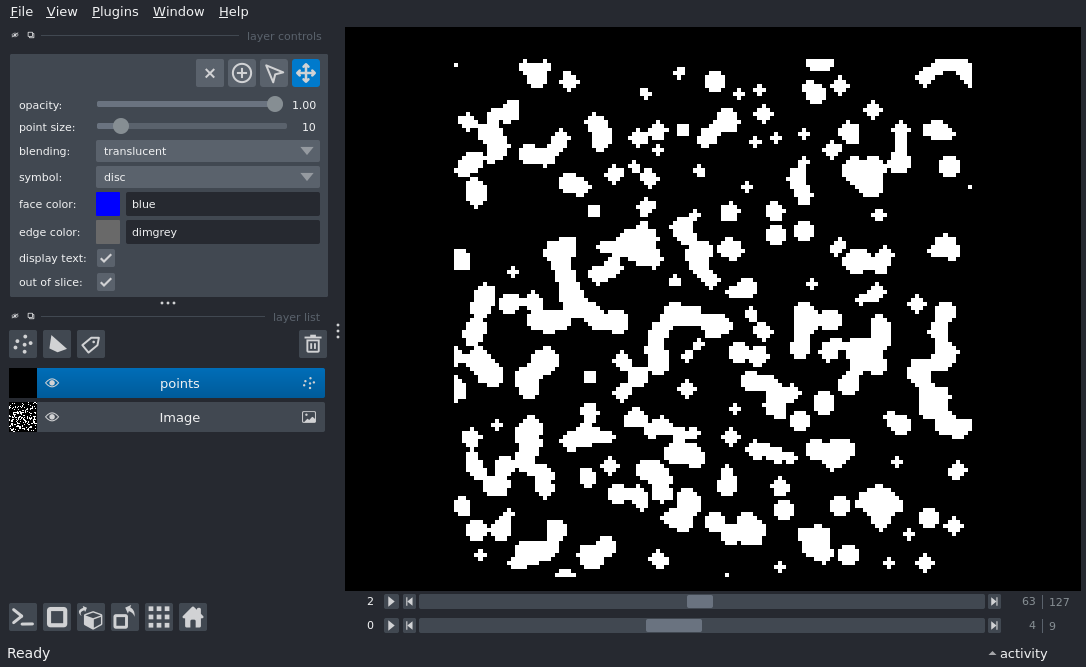 File View Plugins Window Help
layer controls
opacity: 1.00
point size: 10
blending: translucent
symbol: disc
face color: blue
edge color: dimgrey
display text:
out of slice:
layer list
points
Image
2 63 127
0 4 9
Ready activity